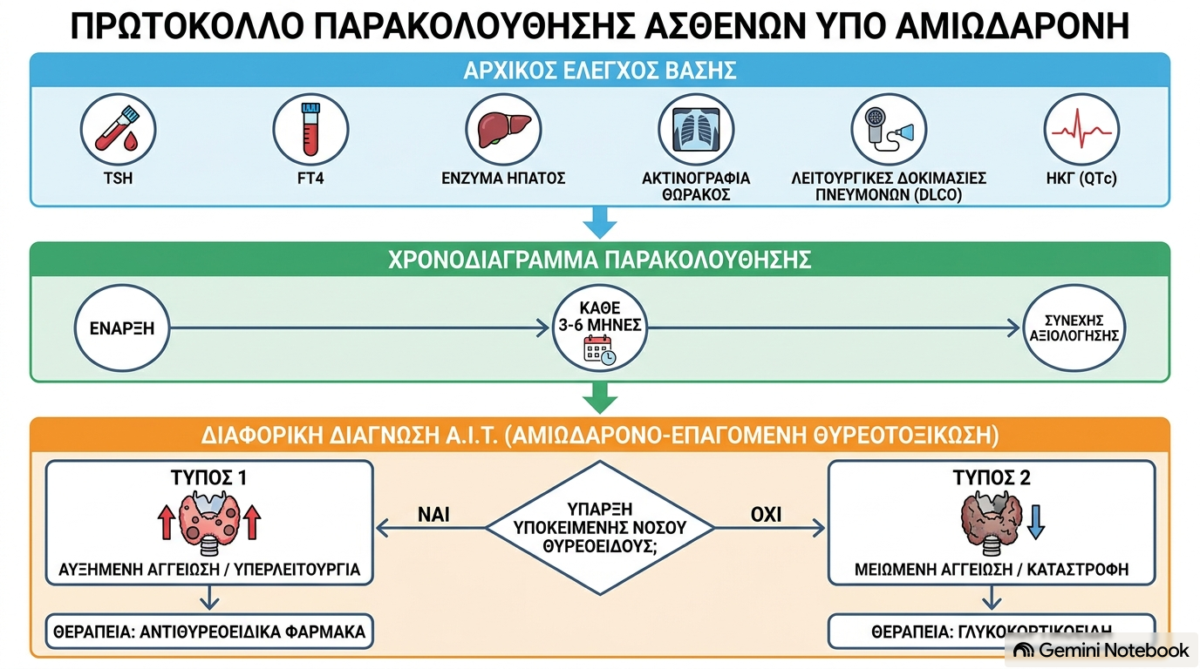 ΠΡΩΤΟΚΟΛΛΟ ΠΑΡΑΚΟΛΟΥΘΗΣΗΣ ΑΣΘΕΝΩΝ ΥΠΟ ΑΜΙΩΔΑΡΟΝΗ
ΑΡΧΙΚΟΣ ΕΛΕΓΧΟΣ ΒΑΣΗΣ
TSH
FT4
ΕΝΖΥΜΑ ΗΠΑΤΟΣ
ΑΚΤΙΝΟΓΡΑΦΙΑ
ΘΩΡΑΚΟΣ
ΛΕΙΤΟΥΡΓΙΚΕΣ ΔΟΚΙΜΑΣΙΕΣ
ΠΝΕΥΜΟΝΩΝ (DLCO)
ΗΚΓ (QTc)
ΧΡΟΝΟΔΙΑΓΡΑΜΜΑ ΠΑΡΑΚΟΛΟΥΘΗΣΗΣ
ΕΝΑΡΞΗ
ΚΑΘΕ
3-6 ΜΗΝΕΣ
ΣΥΝΕΧΗΣ
ΑΞΙΟΛΟΓΗΣΗΣ
ΔΙΑΦΟΡΙΚΗ ΔΙΑΓΝΩΣΗ Α.Ι.Τ. (ΑΜΙΩΔΑΡΟΝΟ-ΕΠΑΓΟΜΕΝΗ ΘΥΡΕΟΤΟΞΙΚΩΣΗ)
ΤΥΠΟΣ 1
ΑΥΞΗΜΕΝΗ ΑΓΓΕΙΩΣΗ / ΥΠΕΡΛΕΙΤΟΥΡΓΙΑ
ΘΕΡΑΠΕΙΑ: ΑΝΤΙΘΥΡΕΟΕΙΔΙΚΑ ΦΑΡΜΑΚΑ
ΝΑΙ
ΥΠΑΡΞΗ
ΥΠΟΚΕΙΜΕΝΗΣ ΝΟΣΟΥ
ΘΥΡΕΟΕΙΔΟΥΣ;
ΟΧΙ
ΤΥΠΟΣ 2
ΜΕΙΩΜΕΝΗ ΑΓΓΕΙΩΣΗ / ΚΑΤΑΣΤΡΟΦΗ
ΘΕΡΑΠΕΙΑ: ΓΛΥΚΟΚΟΡΤΙΚΟΕΙΔΗ
Gemini Notebook